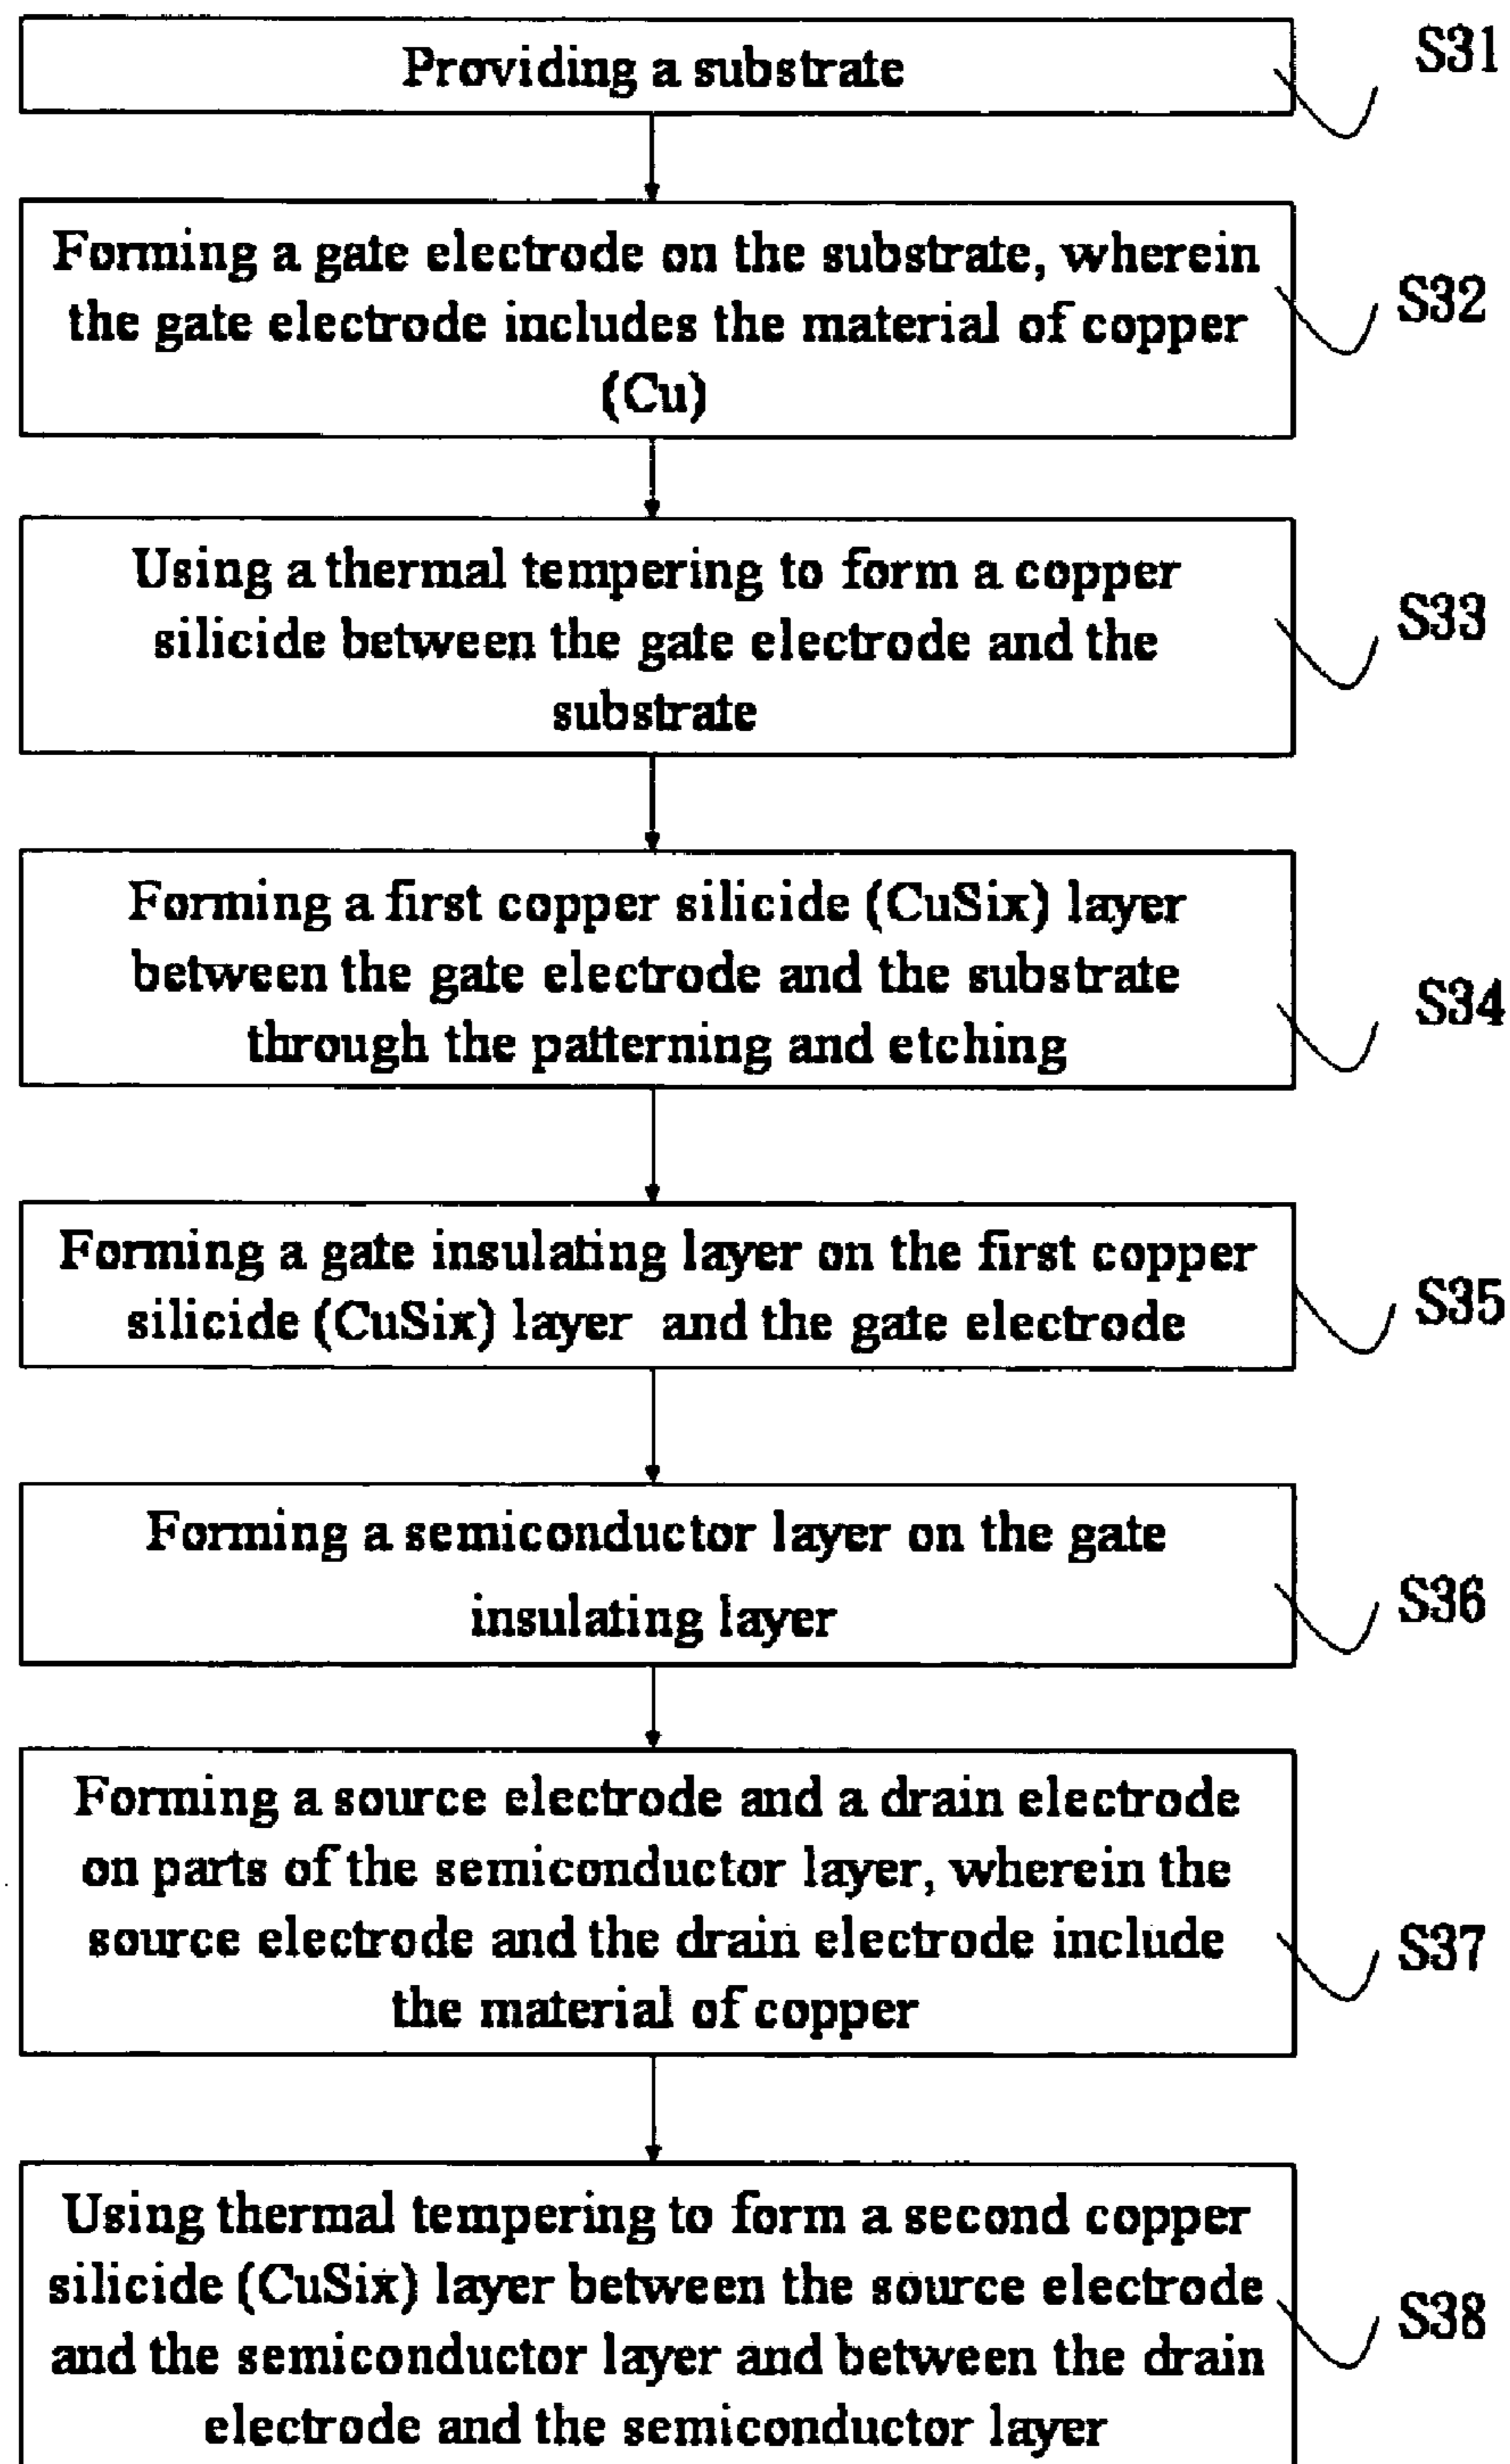 Providing a substrate
S31
Forming a gate electrode on the substrate, wherein
the gate electrode includes the material of copper
(Cu)
S32
Using a thermal tempering to form a copper
silicide between the gate electrode and the
substrate
S33
Forming a first copper silicide (CuSix) layer
between the gate electrode and the substrate
through the patterning and etching
S34
Forming a gate insulating layer on the first copper
silicide (CuSix) layer and the gate electrode
S35
Forming a semiconductor layer on the gate
insulating layer
S36
Forming a source electrode and a drain electrode
on parts of the semiconductor layer, wherein the
source electrode and the drain electrode include
the material of copper
S37
Using thermal tempering to form a second copper
silicide (CuSix) layer between the source electrode
and the semiconductor layer and between the drain
electrode and the semiconductor layer
S38